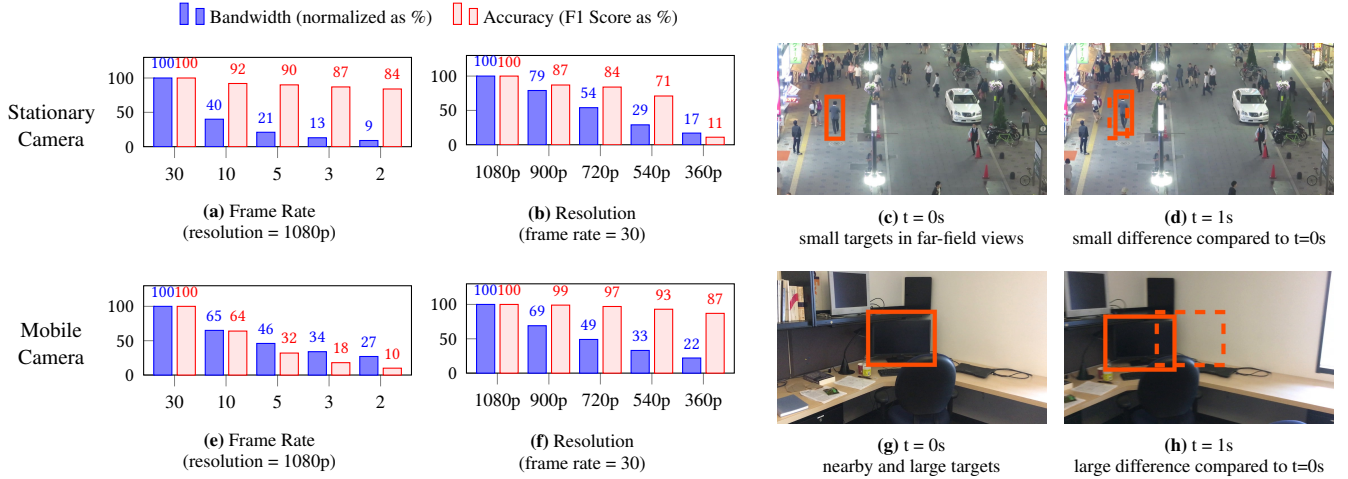 Bandwidth (normalized as %) Accuracy (F1 Score as %)
Stationary
Camera
100
50
0
100 100
40 92
21 90
13 87
9 84
30 10 5 3 2
(a) Frame Rate
(resolution = 1080p)
100
50
0
100 100
79 87
54 84
29 71
17 11
1080p 900p 720p 540p 360p
(b) Resolution
(frame rate = 30)
(c) t = 0s
small targets in far-field views
(d) t = 1s
small difference compared to t=0s
Mobile
Camera
100
50
0
100 100
65 64
46 32
34 18
27 10
30 10 5 3 2
(e) Frame Rate
(resolution = 1080p)
100
50
0
100 100
69 99
49 97
33 93
22 87
1080p 900p 720p 540p 360p
(f) Resolution
(frame rate = 30)
(g) t = 0s
nearby and large targets
(h) t = 1s
large difference compared to t=0s